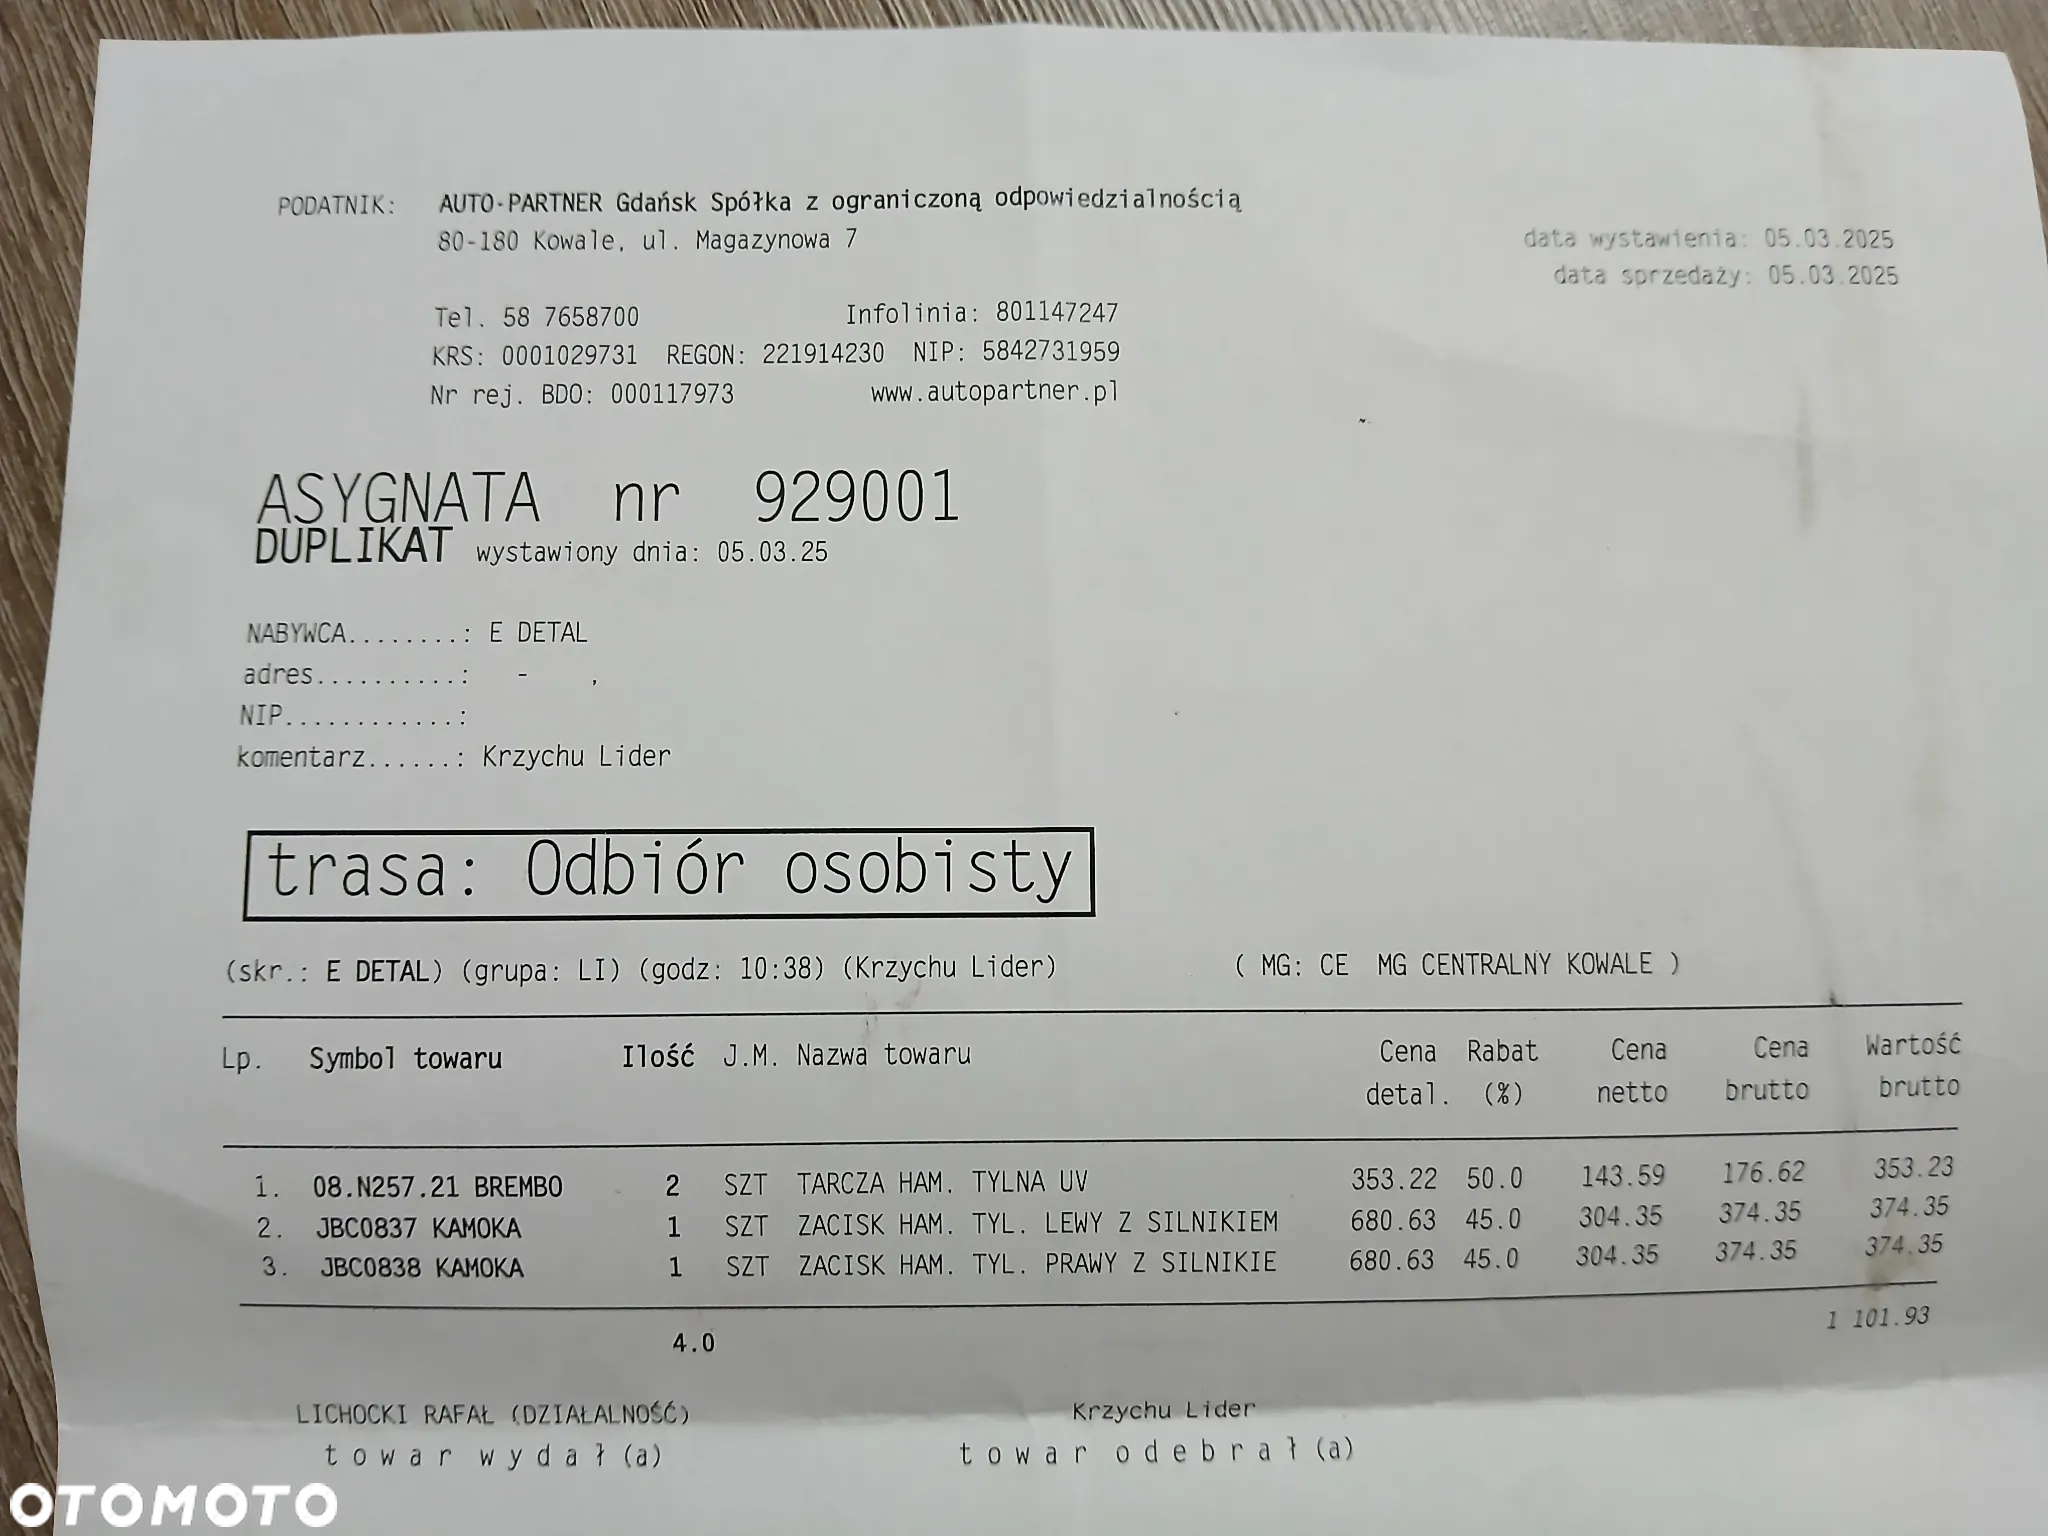 PODATNIK: AUTO-PARTNER Gdańsk Spółka z ograniczoną odpowiedzialnością
80-180 Kowale, ul. Magazynowa 7
data wystawienia: 05.03.2025
data sprzedaży: 05.03.2025
Tel. 58 7658700 Infolinia: 801147247
KRS: 0001029731 REGON: 221914230 NIP: 5842731959
Nr rej. BDO: 000117973 www.autopartner.pl
ASYGNATA nr 929001
DUPLIKAT wystawiony dnia: 05.03.25
NABYWCA........: E DETAL
adres..........: - ,
NIP............:
komentarz......: Krzychu Lider
trasa: Odbiór osobisty
(skr.: E DETAL) (grupa: LI) (godz: 10:38) (Krzychu Lider) ( MG: CE MG CENTRALNY KOWALE )
Lp. Symbol towaru Ilość J.M. Nazwa towaru Cena Rabat Cena Cena Wartość
detal. (%) netto brutto brutto
1. 08.N257.21 BREMBO 2 SZT TARCZA HAM. TYLNA UV 353.22 50.0 143.59 176.62 353.23
2. JBC0837 KAMOKA 1 SZT ZACISK HAM. TYL. LEWY Z SILNIKIEM 680.63 45.0 304.35 374.35 374.35
3. JBC0838 KAMOKA 1 SZT ZACISK HAM. TYL. PRAWY Z SILNIKIE 680.63 45.0 304.35 374.35 374.35
4.0 1 101.93
LICHOCKI RAFAŁ (DZIAŁALNOŚĆ) Krzychu Lider
towar wydał(a) towar odebrał(a)
OTOMOTO